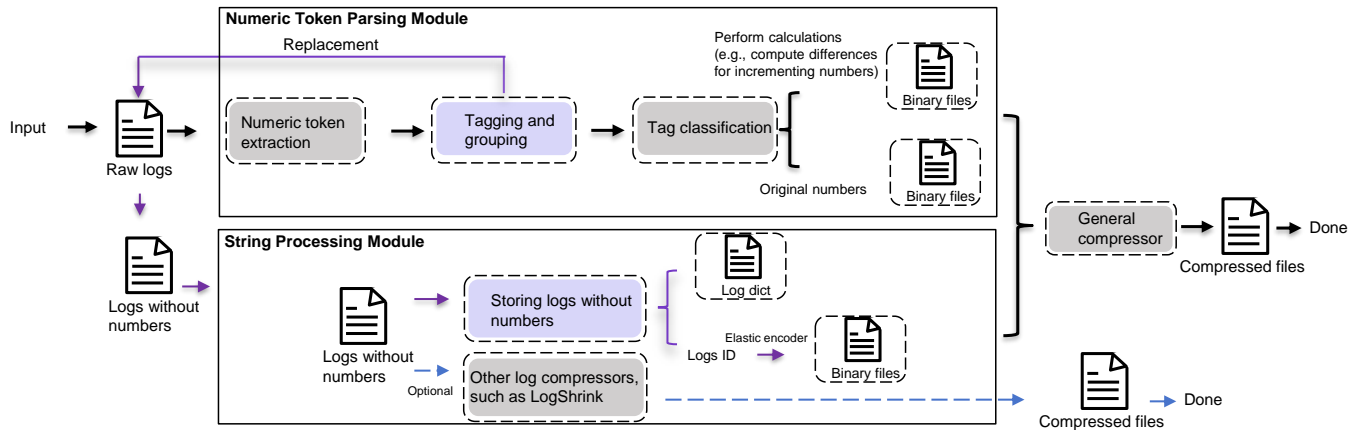 Numeric Token Parsing Module
Replacement
Perform calculations
(e.g., compute differences
for incrementing numbers)
Binary files
Input
Raw logs
Numeric token
extraction
Tagging and
grouping
Tag classification
Original numbers
Binary files
General
compressor
Compressed files
Done
String Processing Module
Logs without
numbers
Logs without
numbers
Storing logs without
numbers
Log dict
Logs ID
Elastic encoder
Binary files
Optional
Other log compressors,
such as LogShrink
Compressed files
Done